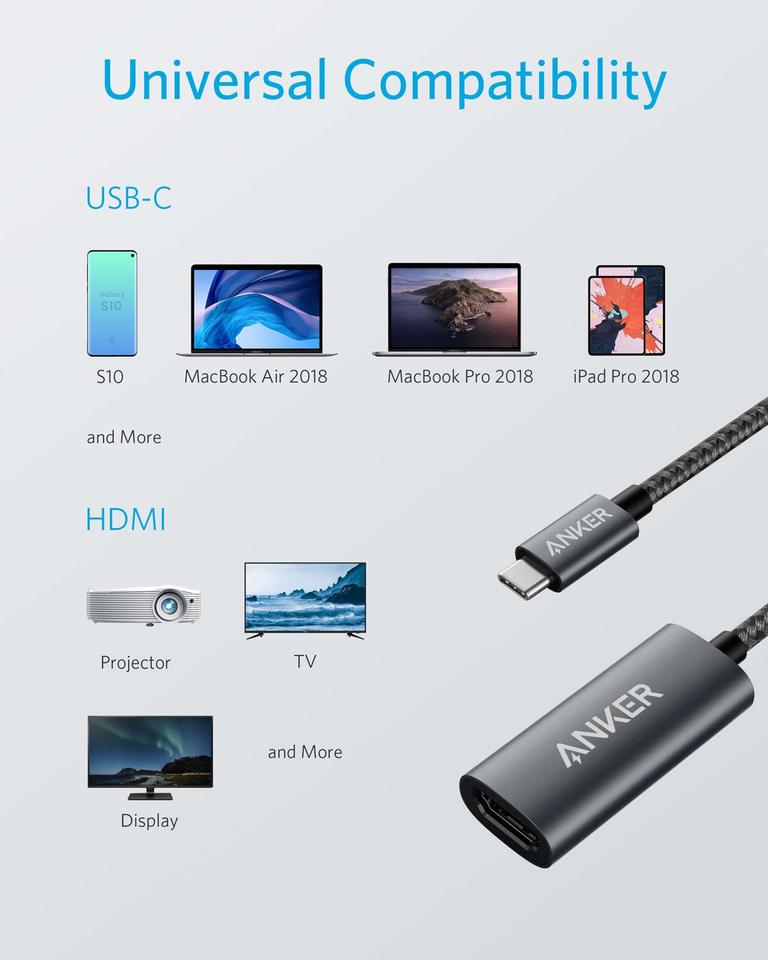 Universal Compatibility
USB-C
Galaxy
S10
S10
MacBook Air 2018
MacBook Pro 2018
iPad Pro 2018
and More
HDMI
ANKER
Projector
TV
ANKER
and More
Display